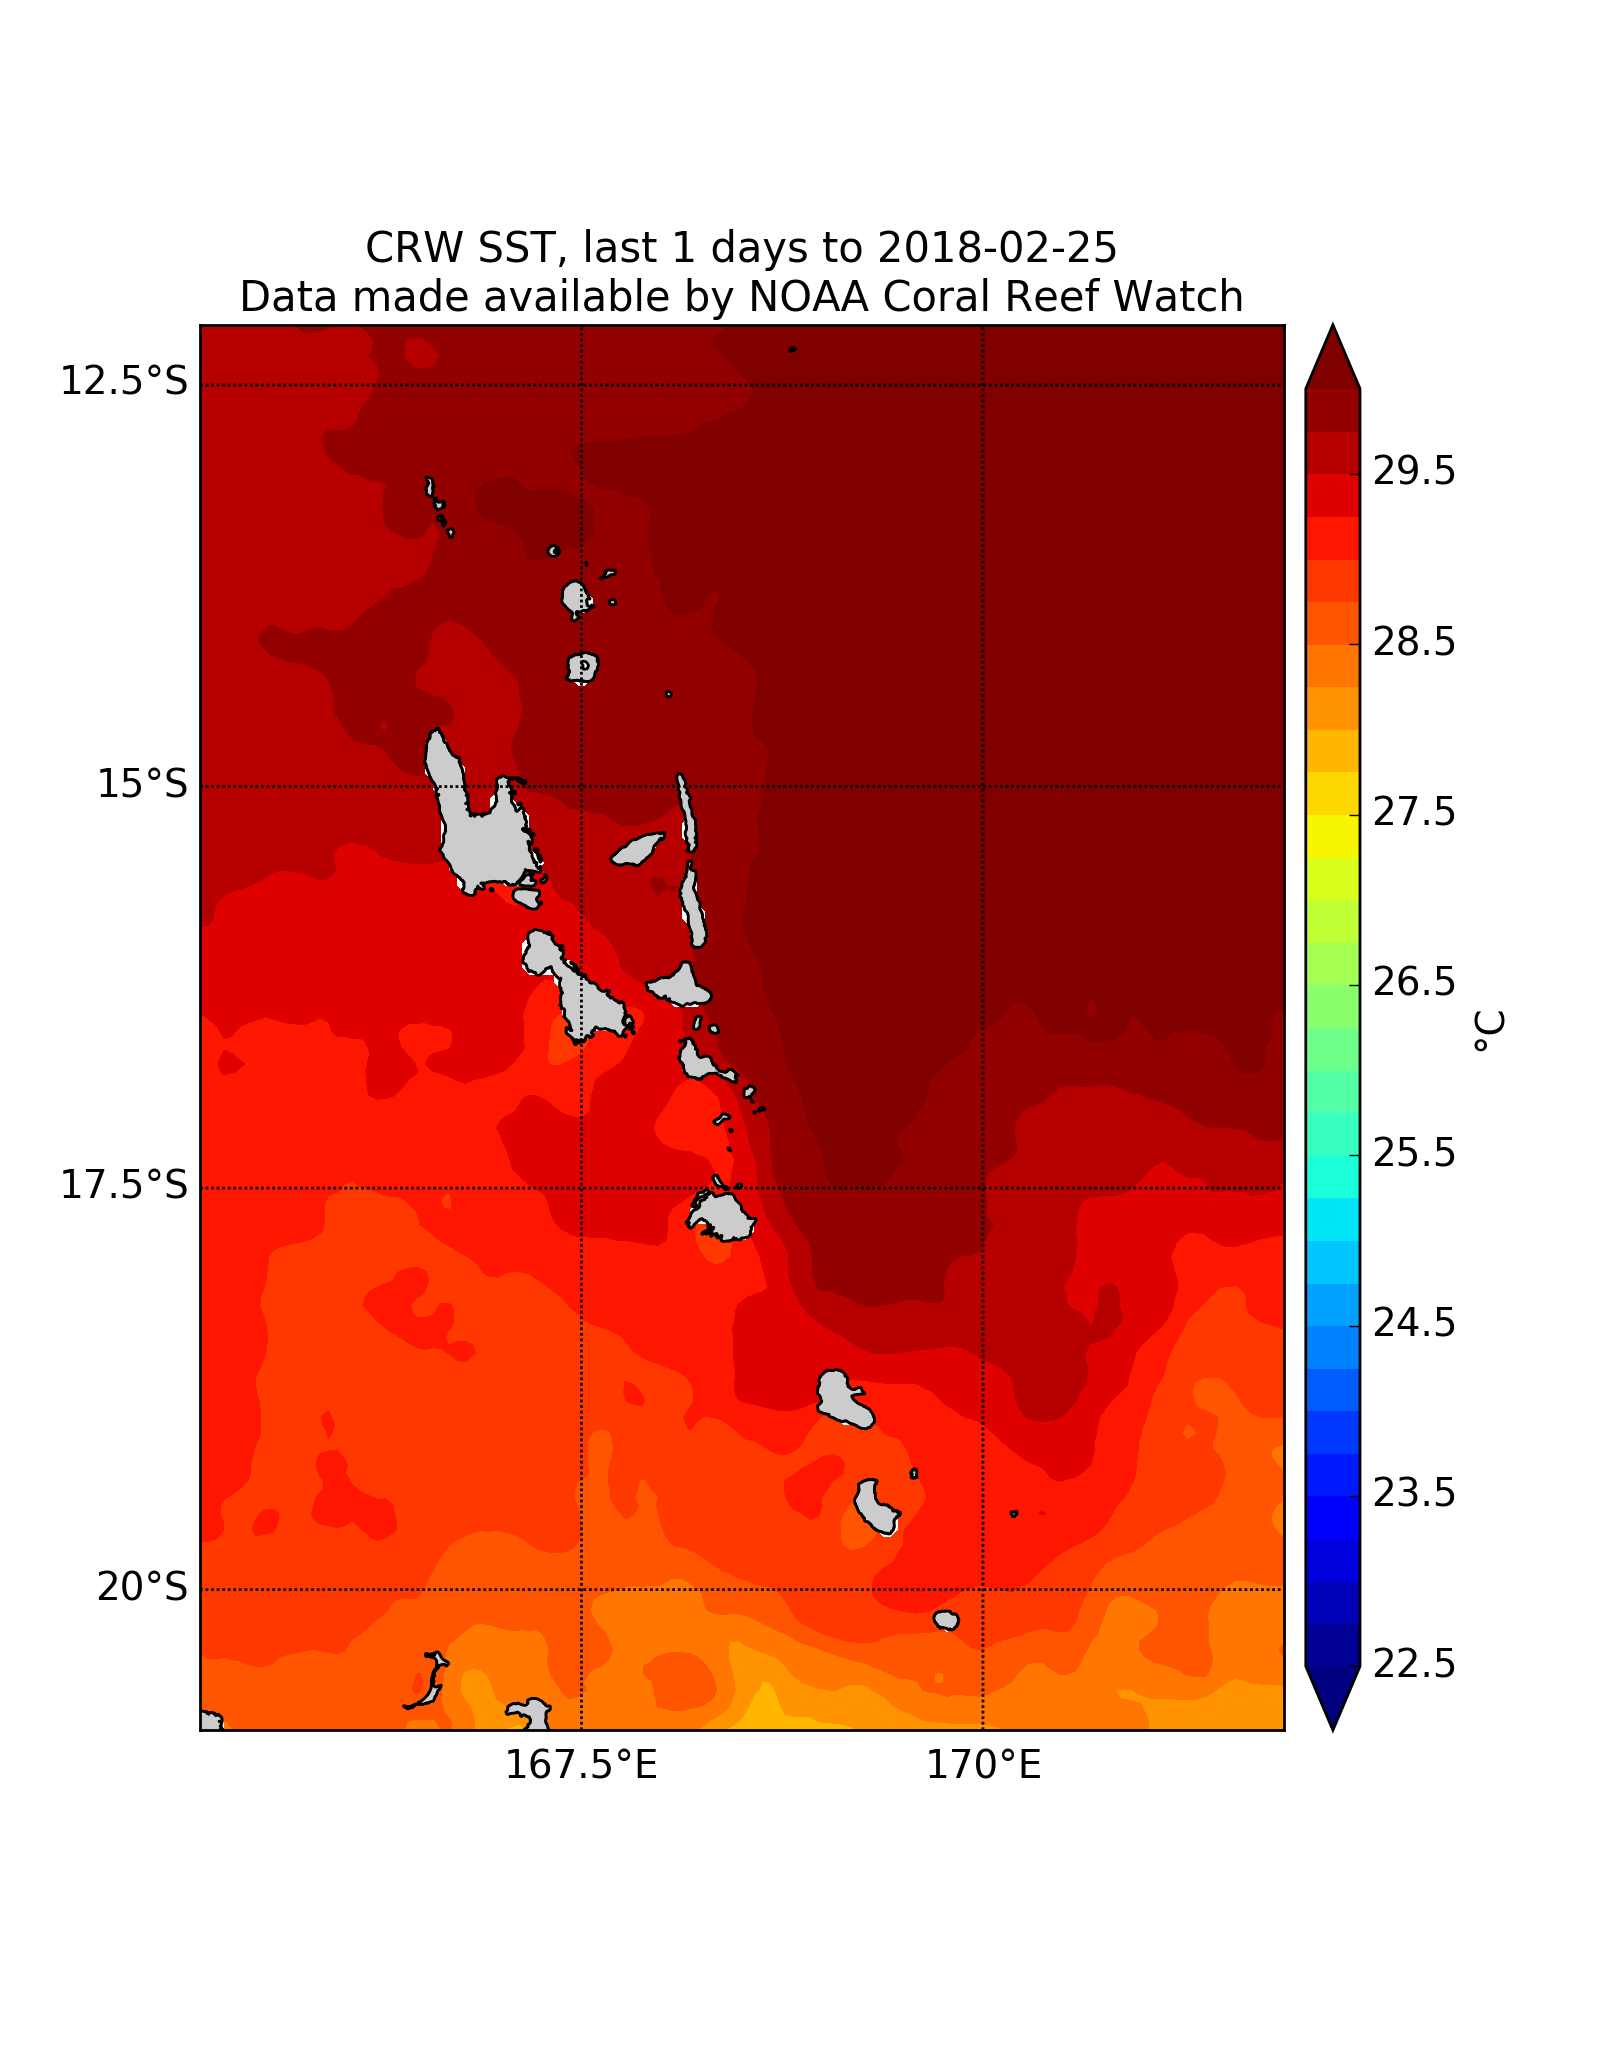 CRW SST, last 1 days to 2018-02-25
Data made available by NOAA Coral Reef Watch
12.5°S
15°S
17.5°S
20°S
167.5°E
170°E
29.5
28.5
27.5
26.5
25.5
24.5
23.5
22.5
°C